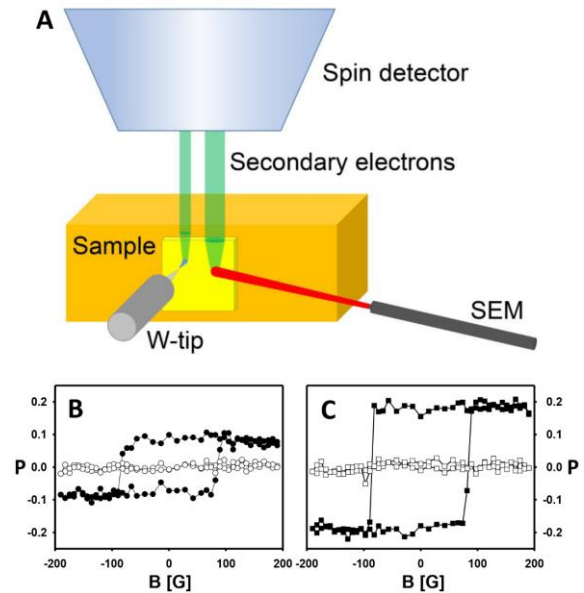 A
Spin detector
Secondary electrons
Sample
SEM
W-tip
B
C
P
0.2
0.1
0.0
-0.1
-0.2
-200 -100 0 100 200
B [G]
0.2
0.1
0.0
-0.1
-0.2
P
-200 -100 0 100 200
B [G]